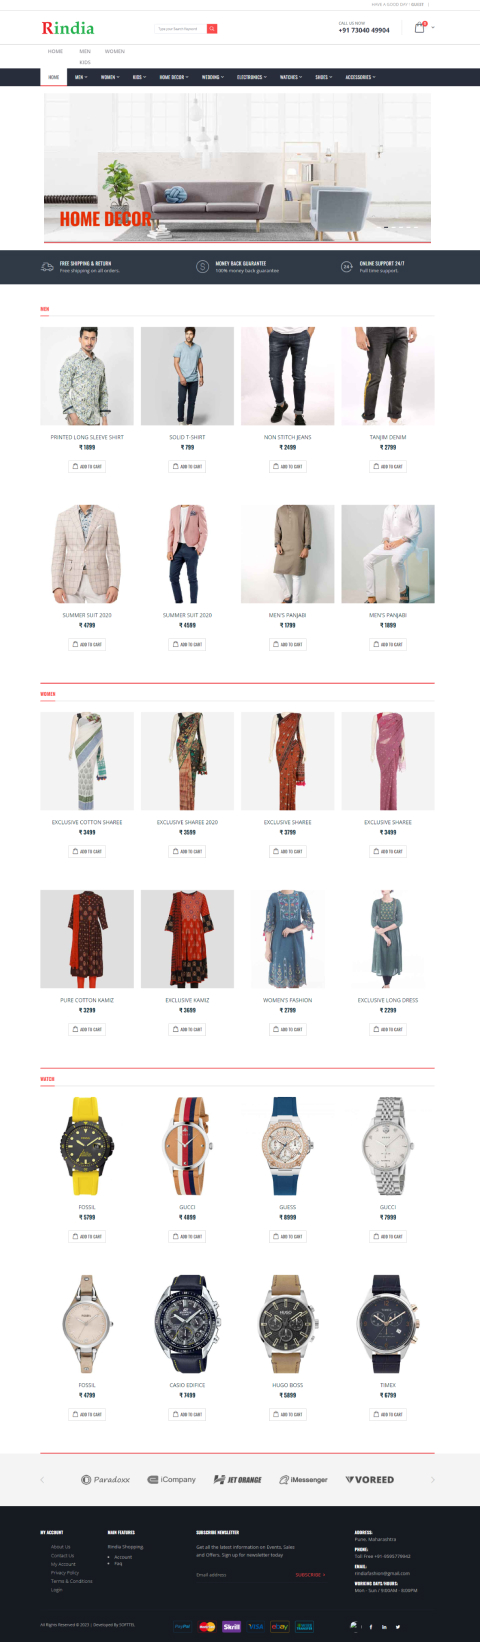 HAVE A GOOD DAY ! GUEST |
Rindia
Type Your Search Keyword
CALL US NOW
+91 73040 49904
HOME MEN WOMEN
KIDS
HOME MEN WOMEN KIDS HOME DECOR WEDDING ELECTRONICS WATCHES SHOES ACCESSORIES
HOME DECOR
FREE SHIPPING & RETURN
Free shipping on all orders.
MONEY BACK GUARANTEE
100% money back guarantee
ONLINE SUPPORT 24/7
Full time support.
MEN
PRINTED LONG SLEEVE SHIRT SOLID T-SHIRT NON STITCH JEANS TANJIM DENIM
₹ 1899 ₹ 799 ₹ 2499 ₹ 2799
ADD TO CART ADD TO CART ADD TO CART ADD TO CART
SUMMER SUIT 2020 SUMMER SUIT 2020 MEN'S PANJABI MEN'S PANJABI
₹ 4799 ₹ 4599 ₹ 1799 ₹ 1899
ADD TO CART ADD TO CART ADD TO CART ADD TO CART
WOMEN
EXCLUSIVE COTTON SHAREE EXCLUSIVE SHAREE 2020 EXCLUSIVE SHAREE EXCLUSIVE SHAREE
₹ 3499 ₹ 3599 ₹ 3799 ₹ 3499
ADD TO CART ADD TO CART ADD TO CART ADD TO CART
PURE COTTON KAMIZ EXCLUSIVE KAMIZ WOMEN'S FASHION EXCLUSIVE LONG DRESS
₹ 3299 ₹ 3699 ₹ 2799 ₹ 2299
ADD TO CART ADD TO CART ADD TO CART ADD TO CART
WATCH
FOSSIL GUCCI GUESS GUCCI
₹ 5799 ₹ 4899 ₹ 8999 ₹ 7999
ADD TO CART ADD TO CART ADD TO CART ADD TO CART
FOSSIL CASIO EDIFICE HUGO BOSS TIMEX
₹ 4799 ₹ 7499 ₹ 5899 ₹ 6799
ADD TO CART ADD TO CART ADD TO CART ADD TO CART
Paradoxx iCompany JET ORANGE iMessenger VOREED
MY ACCOUNT
About Us
Contact Us
My Account
Privacy Policy
Terms & Conditions
Login
MAIN FEATURES
Rindia Shopping.
Account
Faq
SUBSCRIBE NEWSLETTER
Get all the latest information on Events, Sales
and Offers. Sign up for newsletter today
Email address SUBSCRIBE
ADDRESS:
Pune, Maharashtra
PHONE:
EMAIL:
rindiafashion@gmail.com
WORKING DAYS/HOURS:
Mon - Sun / 9:00AM - 8:00PM
All Rights Reserved © 2023 | Developed By SOFTTEL
PayPal Skrill VISA ebay